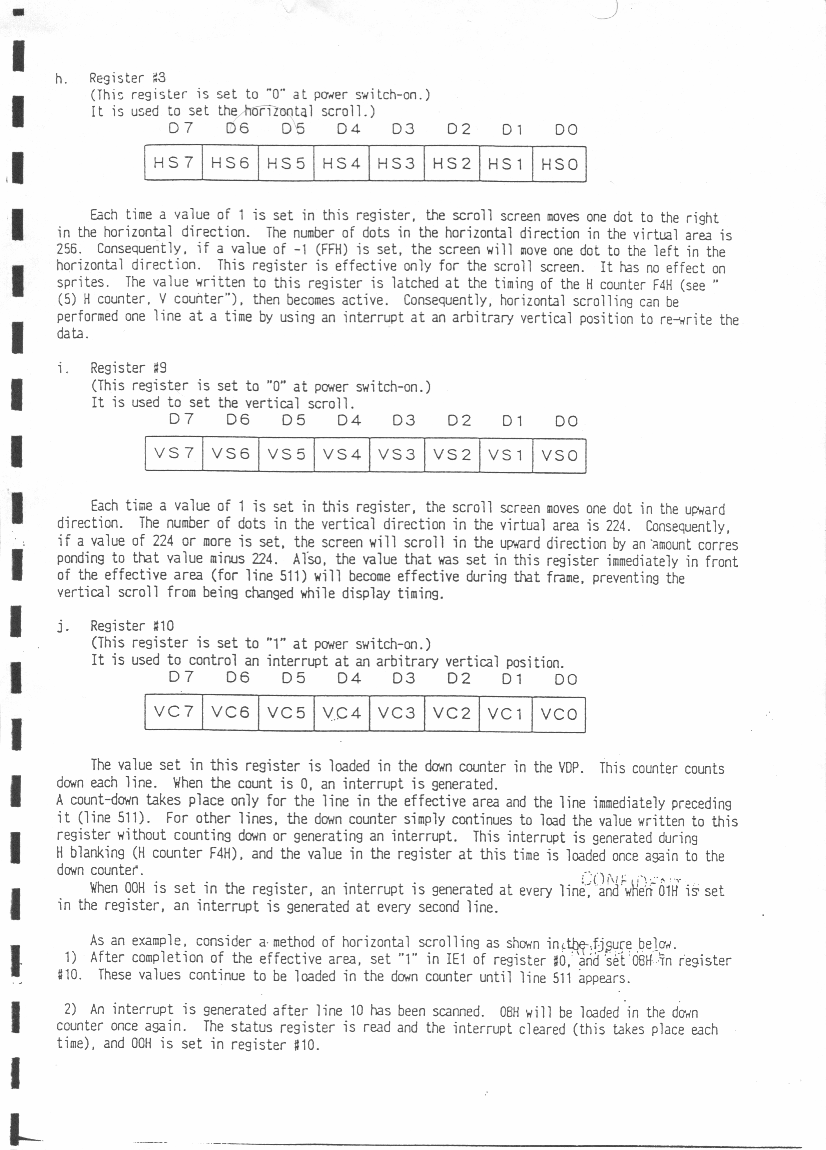 h. Register #3
(This register is set to "0" at power switch-on.)
It is used to set the horizontal scroll.)
D7 D6 D5 D4 D3 D2 D1 D0
HS7 HS6 HS5 HS4 HS3 HS2 HS1 HS0
Each time a value of 1 is set in this register, the scroll screen moves one dot to the right
in the horizontal direction. The number of dots in the horizontal direction in the virtual area is
256. Consequently, if a value of -1 (FFH) is set, the screen will move one dot to the left in the
horizontal direction. This register is effective only for the scroll screen. It has no effect on
sprites. The value written to this register is latched at the timing of the H counter F4H (see "
(5) H counter, V counter"), then becomes active. Consequently, horizontal scrolling can be
performed one line at a time by using an interrupt at an arbitrary vertical position to re-write the
data.
i. Register #9
(This register is set to "0" at power switch-on.)
It is used to set the vertical scroll.
D7 D6 D5 D4 D3 D2 D1 D0
VS7 VS6 VS5 VS4 VS3 VS2 VS1 VS0
Each time a value of 1 is set in this register, the scroll screen moves one dot in the upward
direction. The number of dots in the vertical direction in the virtual area is 224. Consequently,
if a value of 224 or more is set, the screen will scroll in the upward direction by an amount corres
ponding to that value minus 224. Also, the value that was set in this register immediately in front
of the effective area (for line 511) will become effective during that frame, preventing the
vertical scroll from being changed while display timing.
j. Register #10
(This register is set to "1" at power switch-on.)
It is used to control an interrupt at an arbitrary vertical position.
D7 D6 D5 D4 D3 D2 D1 D0
VC7 VC6 VC5 VC4 VC3 VC2 VC1 VC0
The value set in this register is loaded in the down counter in the VDP. This counter counts
down each line. When the count is 0, an interrupt is generated.
A count-down takes place only for the line in the effective area and the line immediately preceding
it (line 511). For other lines, the down counter simply continues to load the value written to this
register without counting down or generating an interrupt. This interrupt is generated during
H blanking (H counter F4H), and the value in the register at this time is loaded once again to the
down counter.
When 00H is set in the register, an interrupt is generated at every line, and when 01H is set
in the register, an interrupt is generated at every second line.
As an example, consider a method of horizontal scrolling as shown in the figure below.
1) After completion of the effective area, set "1" in IE1 of register #0, and set 0BH in register
#10. These values continue to be loaded in the down counter until line 511 appears.
2) An interrupt is generated after line 10 has been scanned. 0BH will be loaded in the down
counter once again. The status register is read and the interrupt cleared (this takes place each
time), and 00H is set in register #10.